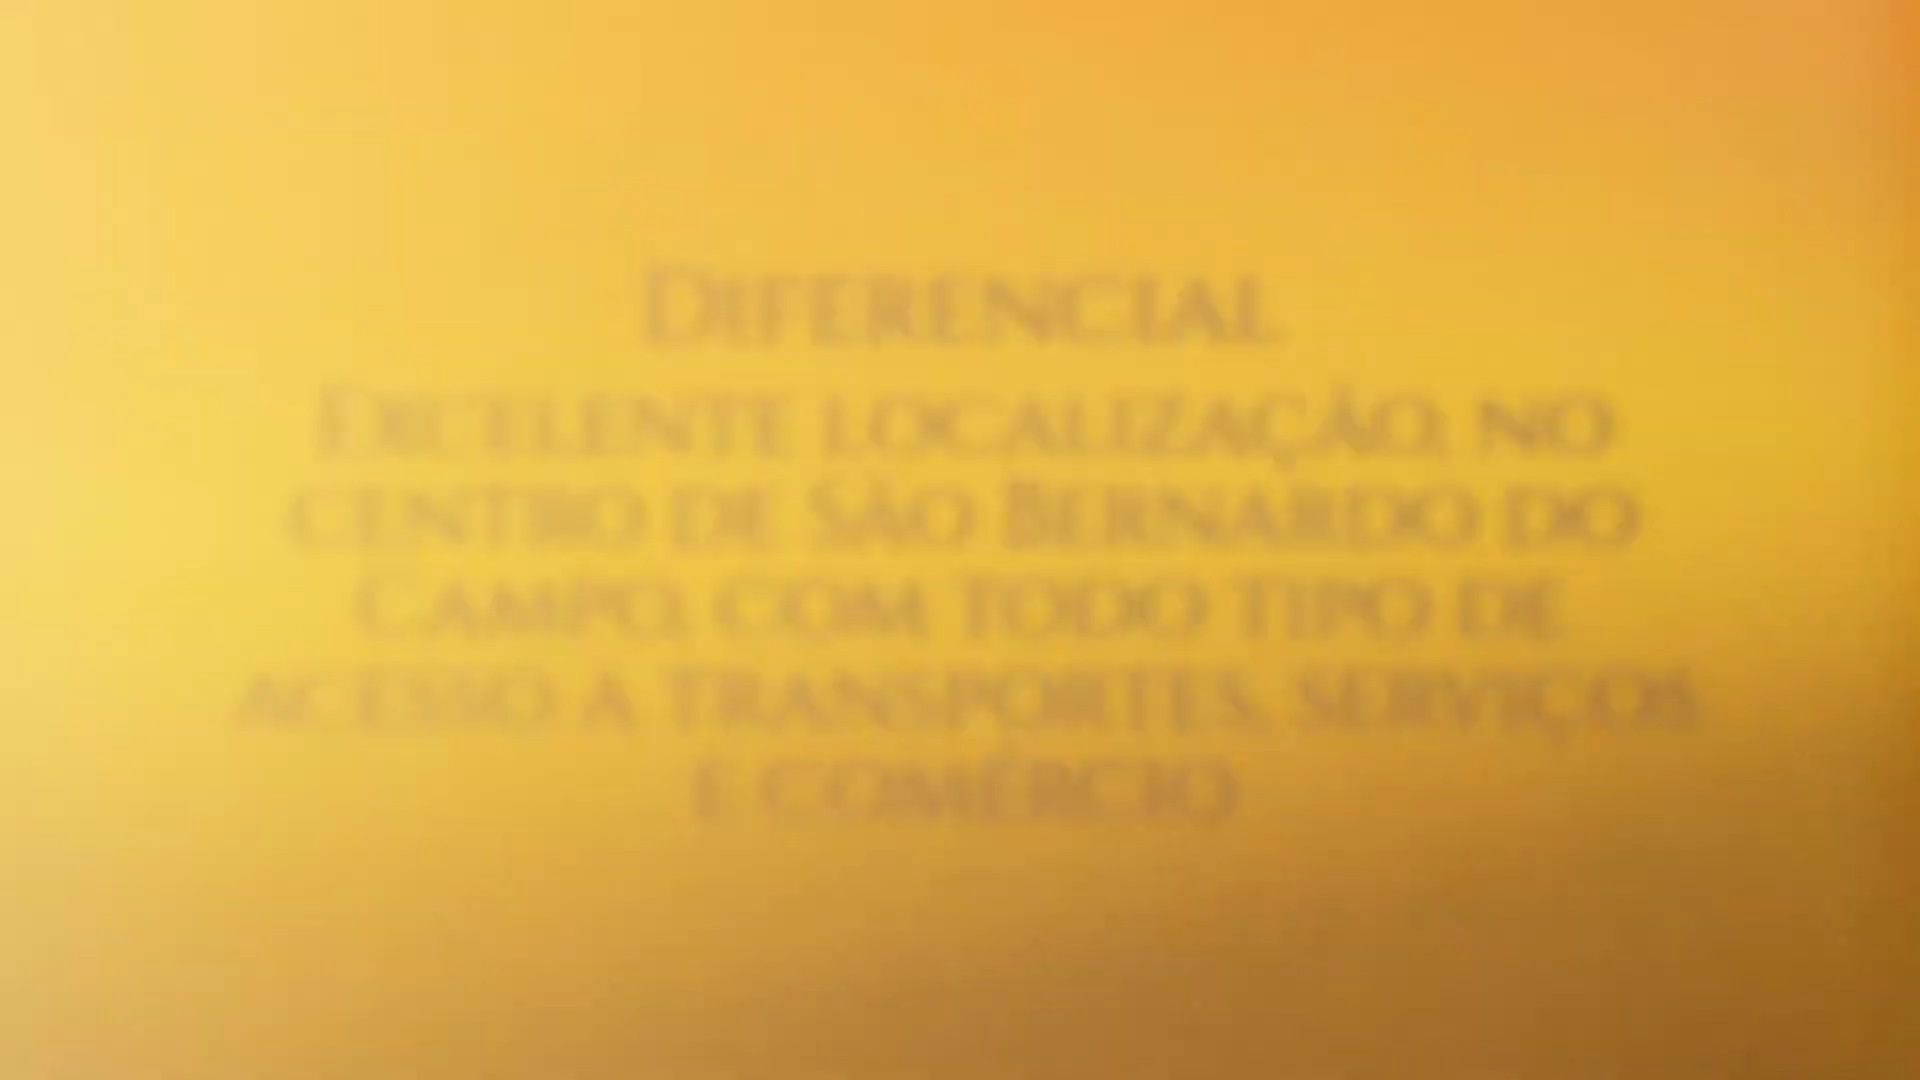 Diferencial
Excelente localização, no
centro de São Bernardo do
Campo, com todo tipo de
acesso a transportes, serviços
e comércio